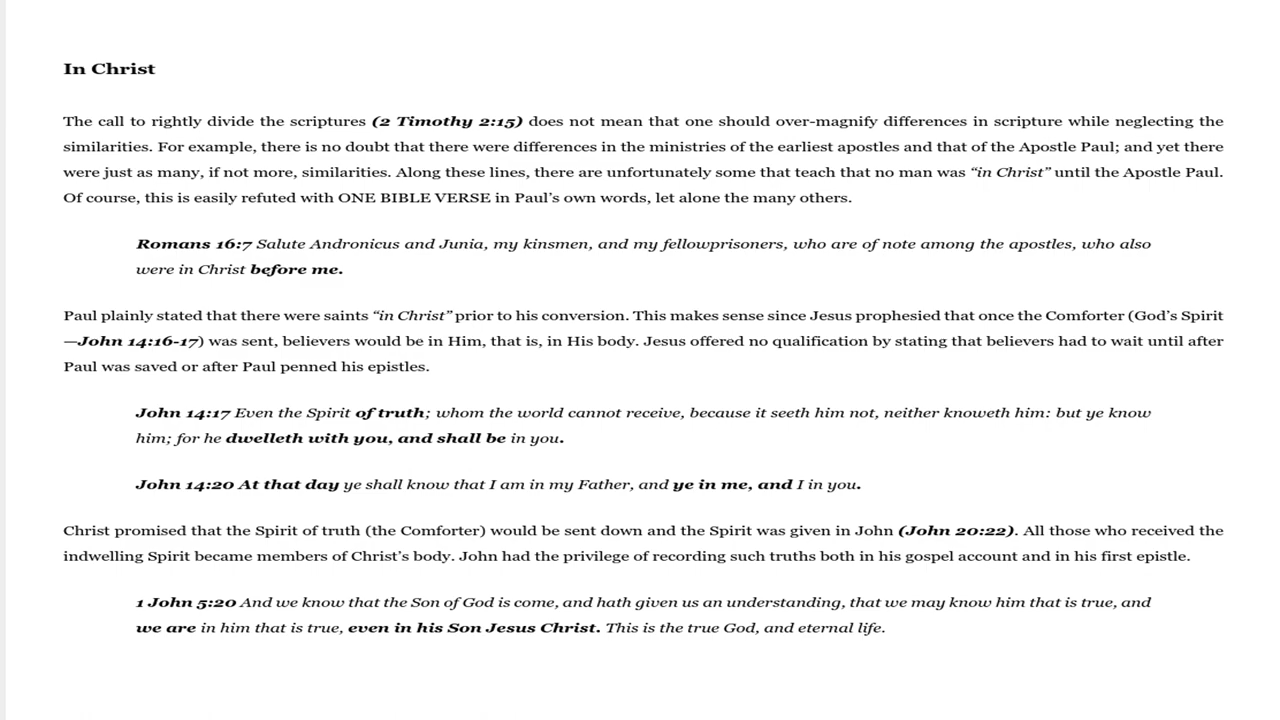 In Christ
The call to rightly divide the scriptures (2 Timothy 2:15) does not mean that one should over-magnify differences in scripture while neglecting the
similarities. For example, there is no doubt that there were differences in the ministries of the earliest apostles and that of the Apostle Paul; and yet there
were just as many, if not more, similarities. Along these lines, there are unfortunately some that teach that no man was “in Christ” until the Apostle Paul.
Of course, this is easily refuted with ONE BIBLE VERSE in Paul’s own words, let alone the many others.
Romans 16:7 Salute Andronicus and Junia, my kinsmen, and my fellowprisoners, who are of note among the apostles, who also
were in Christ before me.
Paul plainly stated that there were saints “in Christ” prior to his conversion. This makes sense since Jesus prophesied that once the Comforter (God’s Spirit
—John 14:16-17) was sent, believers would be in Him, that is, in His body. Jesus offered no qualification by stating that believers had to wait until after
Paul was saved or after Paul penned his epistles.
John 14:17 Even the Spirit of truth; whom the world cannot receive, because it seeth him not, neither knoweth him: but ye know
him; for he dwelleth with you, and shall be in you.
John 14:20 At that day ye shall know that I am in my Father, and ye in me, and I in you.
Christ promised that the Spirit of truth (the Comforter) would be sent down and the Spirit was given in John (John 20:22). All those who received the
indwelling Spirit became members of Christ’s body. John had the privilege of recording such truths both in his gospel account and in his first epistle.
1 John 5:20 And we know that the Son of God is come, and hath given us an understanding, that we may know him that is true, and
we are in him that is true, even in his Son Jesus Christ. This is the true God, and eternal life.